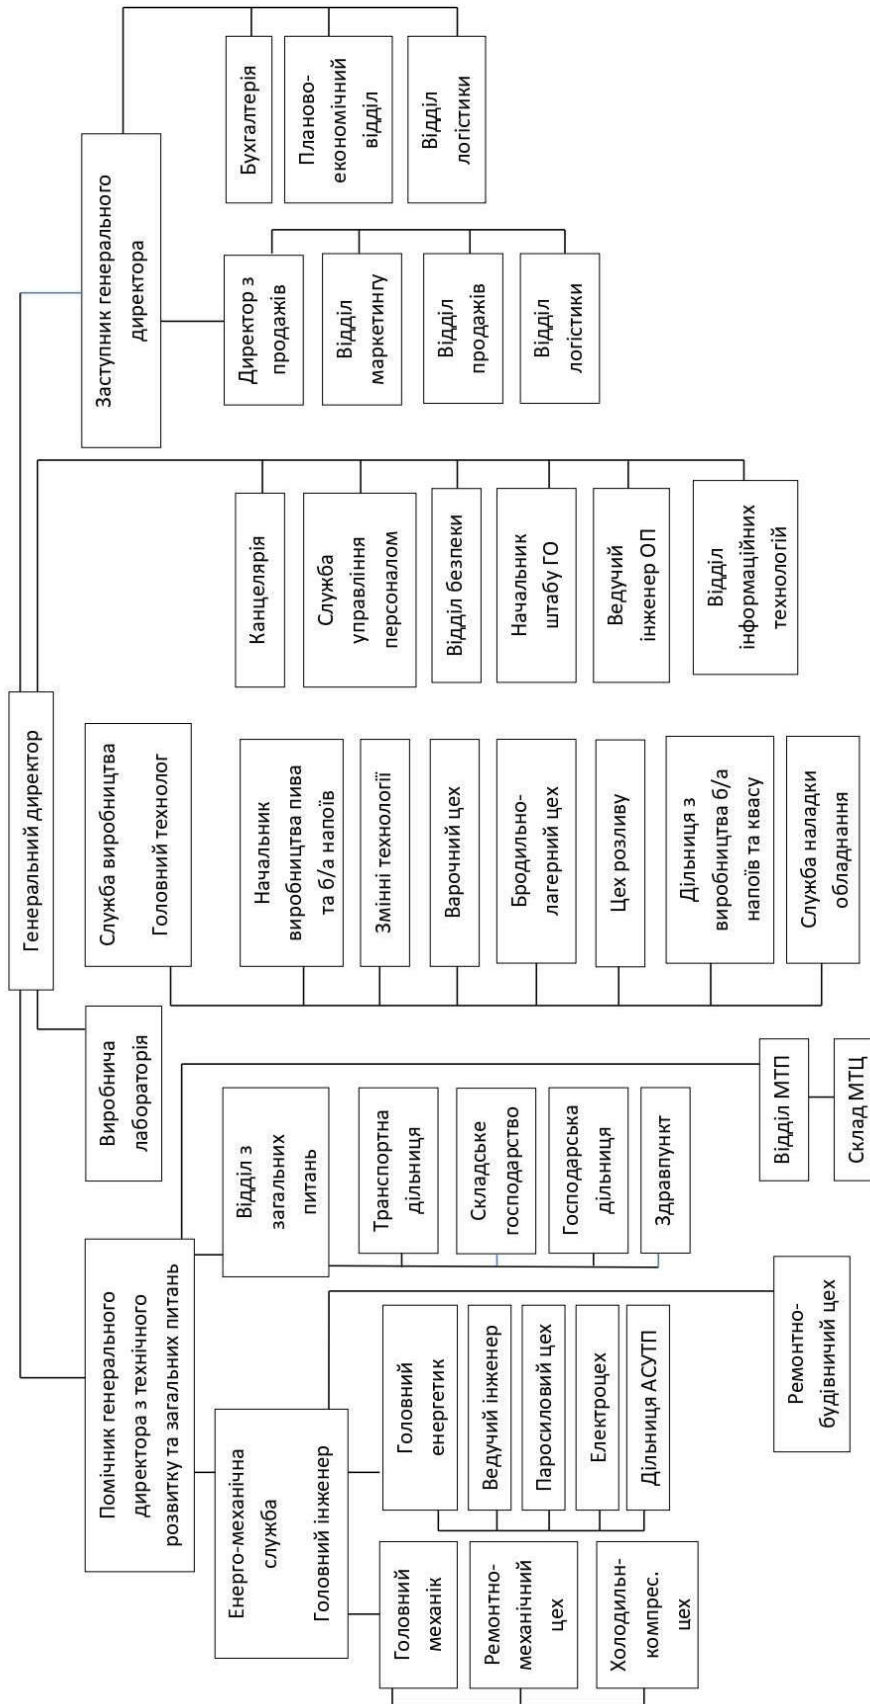 Генеральний директор
Помічник генерального
директора з технічного
розвитку та загальних питань
Виробнича
лабораторія
Служба виробництва
Головний технолог
Заступник генерального
директора
Енерго-механічна
служба
Головний інженер
Головний
механік
Ремонтно-
механічний
цех
Холодильн-
компрес.
цех
Головний
енергетик
Ведучий інженер
Паросиловий цех
Електроцех
Дільниця АСУТП
Ремонтно-
будівничий цех
Відділ з
загальних
питань
Транспортна
дільниця
Складське
господарство
Господарська
дільниця
Здравпункт
Відділ МТП
Склад МТЦ
Начальник
виробництва пива
та б/а напоїв
Змінні технології
Варочний цех
Бродильно-
лагерний цех
Цех розливу
Дільниця з
виробництва б/а
напоїв та квасу
Служба наладки
обладнання
Канцелярія
Служба
управління
персоналом
Відділ безпеки
Начальник
штабу ГО
Ведучий
інженер ОП
Відділ
інформаційних
технологій
Директор з
продажів
Відділ
маркетингу
Відділ
продажів
Відділ
логістики
Бухгалтерія
Планово-
економічний
відділ
Відділ
логістики